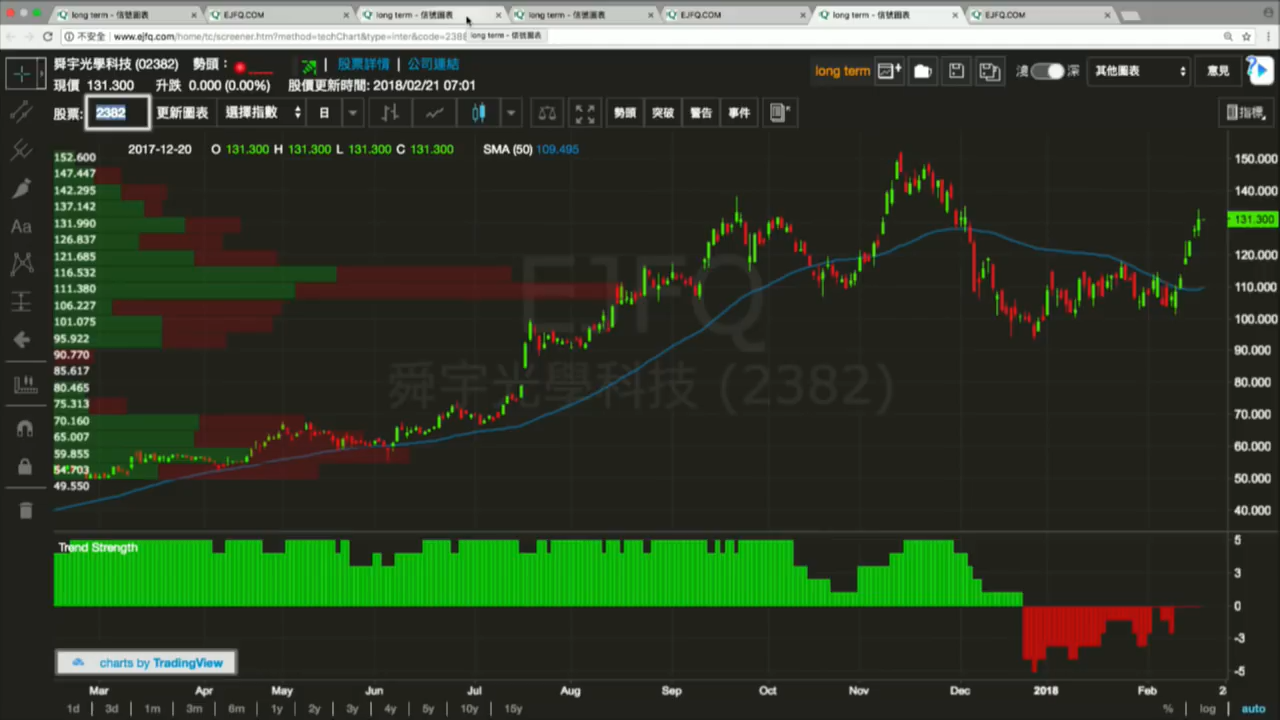 long term - 信號圖表
EJFQ.COM
long term - 信號圖表
long term - 信號圖表
EJFQ.COM
long term - 信號圖表
EJFQ.COM
不安全 www.ejfq.com/home/tc/screener.htm?method=techChart&type=inter&code=238
long term - 信號圖表
舜宇光學科技 (02382) 勢頭：
股票詳情 | 公司連結
現價 131.300 升跌 0.000 (0.00%) 股價更新時間: 2018/02/21 07:01
long term
淺 深 其他圖表 意見
股票: 2382 更新圖表 選擇指數 日
勢頭 突破 警告 事件
指標
2017-12-20 O 131.300 H 131.300 L 131.300 C 131.300 SMA (50) 109.495
152.600
147.447
142.295
137.142
131.990
126.837
121.685
116.532
111.380
106.227
101.075
95.922
90.770
85.617
80.465
75.313
70.160
65.007
59.855
54.703
49.550
Aa
EJFQ
舜宇光學科技 (2382)
150.000
140.000
131.300
120.000
110.000
100.000
90.000
80.000
70.000
60.000
50.000
40.000
Trend Strength
5
3
0
-3
-5
charts by TradingView
Mar Apr May Jun Jul Aug Sep Oct Nov Dec 2018 Feb 2
1d | 3d | 1m | 3m | 6m | 1y | 2y | 3y | 4y | 5y | 10y | 15y
% | log | auto